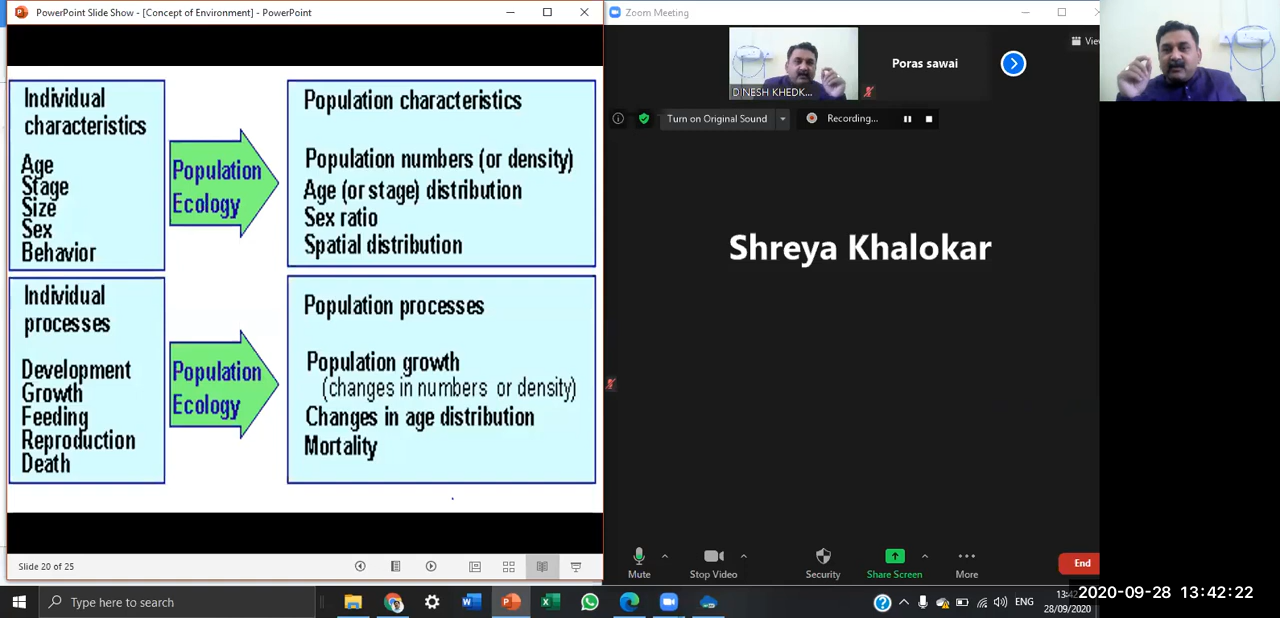 PowerPoint Slide Show - [Concept of Environment] - PowerPoint
Individual
characteristics
Age
Stage
Size
Sex
Behavior
Population
Ecology
Population characteristics
Population numbers (or density)
Age (or stage) distribution
Sex ratio
Spatial distribution
Individual
processes
Development
Growth
Feeding
Reproduction
Death
Population
Ecology
Population processes
Population growth
(changes in numbers or density)
Changes in age distribution
Mortality
Slide 20 of 25
Zoom Meeting
DINESH KHEDK...
Poras sawai
Turn on Original Sound
Recording...
Shreya Khalokar
Mute
Stop Video
Security
Share Screen
More
End
Type here to search
ENG
28/09/2020
2020-09-28 13:42:22